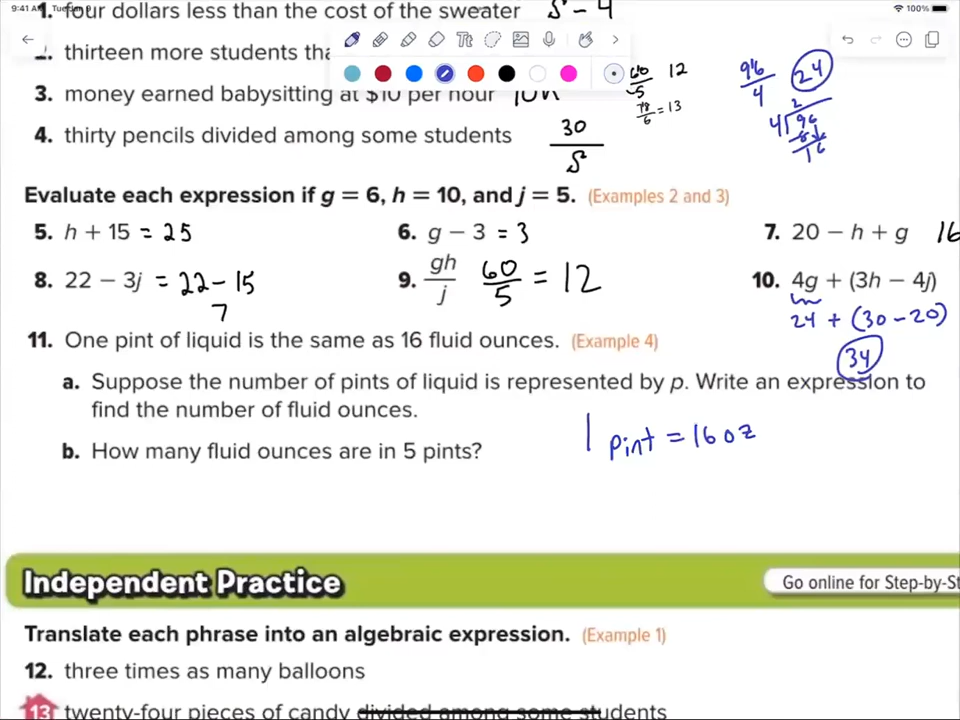 9:41 AM Tue 100%
1. four dollars less than the cost of the sweater S - 4
2. thirteen more students
3. money earned babysitting at $10 per hour 10h
60/5 12
78/6 = 13
96/4 24
2
4)96
8
16
4. thirty pencils divided among some students 30/S
Evaluate each expression if g = 6, h = 10, and j = 5. (Examples 2 and 3)
5. h + 15 = 25 6. g − 3 = 3 7. 20 − h + g 16
8. 22 − 3j = 22 - 15 9. gh/j 60/5 = 12 10. 4g + (3h − 4j)
7 24 + (30 - 20)
34
11. One pint of liquid is the same as 16 fluid ounces. (Example 4)
a. Suppose the number of pints of liquid is represented by p. Write an expression to
find the number of fluid ounces.
1 pint = 16 oz
b. How many fluid ounces are in 5 pints?
Independent Practice Go online for Step-by-St
Translate each phrase into an algebraic expression. (Example 1)
12. three times as many balloons
13 twenty-four pieces of candy divided among some students